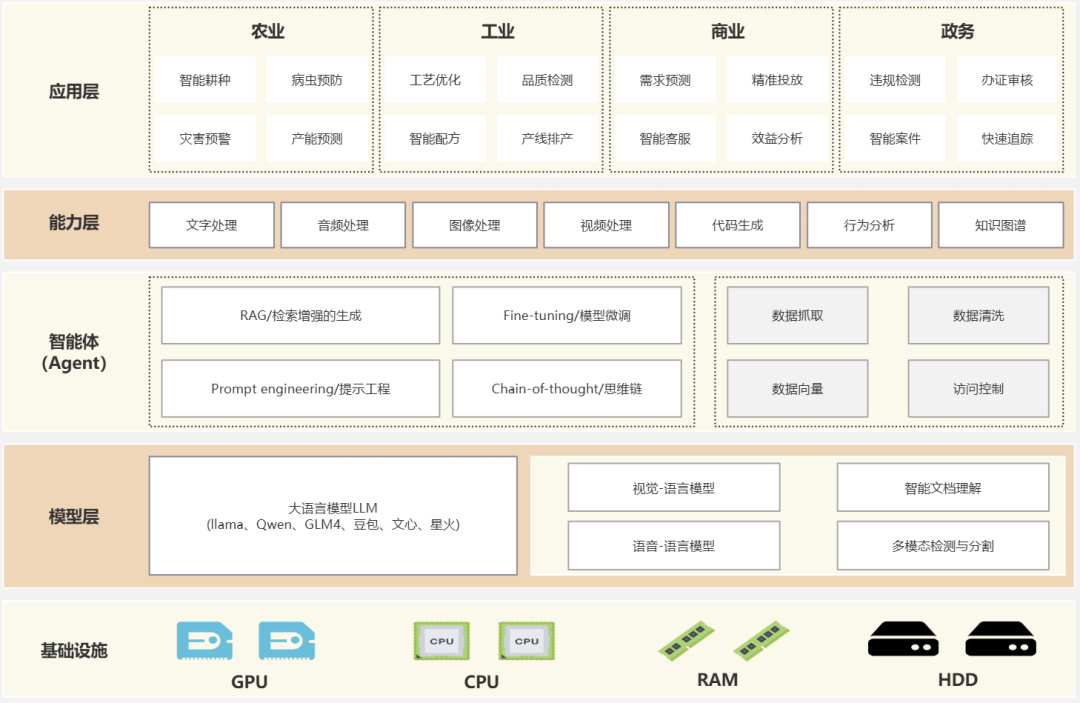 应用层
农业
智能耕种
病虫预防
灾害预警
产能预测
工业
工艺优化
品质检测
智能配方
产线排产
商业
需求预测
精准投放
智能客服
效益分析
政务
违规检测
办证审核
智能案件
快速追踪
能力层
文字处理
音频处理
图像处理
视频处理
代码生成
行为分析
知识图谱
智能体
(Agent)
RAG/检索增强的生成
Fine-tuning/模型微调
Prompt engineering/提示工程
Chain-of-thought/思维链
数据抓取
数据清洗
数据向量
访问控制
模型层
大语言模型LLM
(llama、Qwen、GLM4、豆包、文心、星火)
视觉-语言模型
智能文档理解
语音-语言模型
多模态检测与分割
基础设施
GPU
CPU
CPU
CPU
RAM
HDD